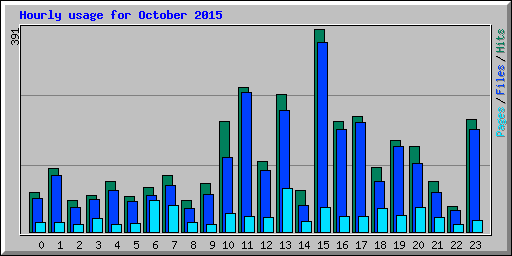 Hourly usage for October 2015
391
Pages / Files / Hits
0 1 2 3 4 5 6 7 8 9 10 11 12 13 14 15 16 17 18 19 20 21 22 23